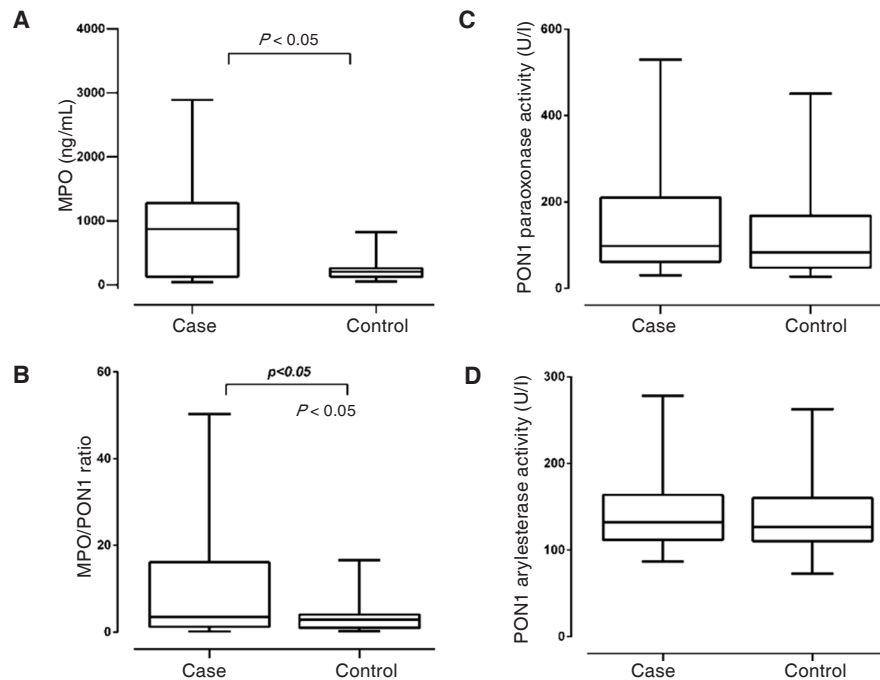 A
MPO (ng/mL)
4000
3000
2000
1000
0
P < 0.05
Case Control
C
PON1 paraoxonase activity (U/l)
600
400
200
0
Case Control
B
MPO/PON1 ratio
60
40
20
0
p<0.05
P < 0.05
Case Control
D
PON1 arylesterase activity (U/l)
300
200
100
0
Case Control